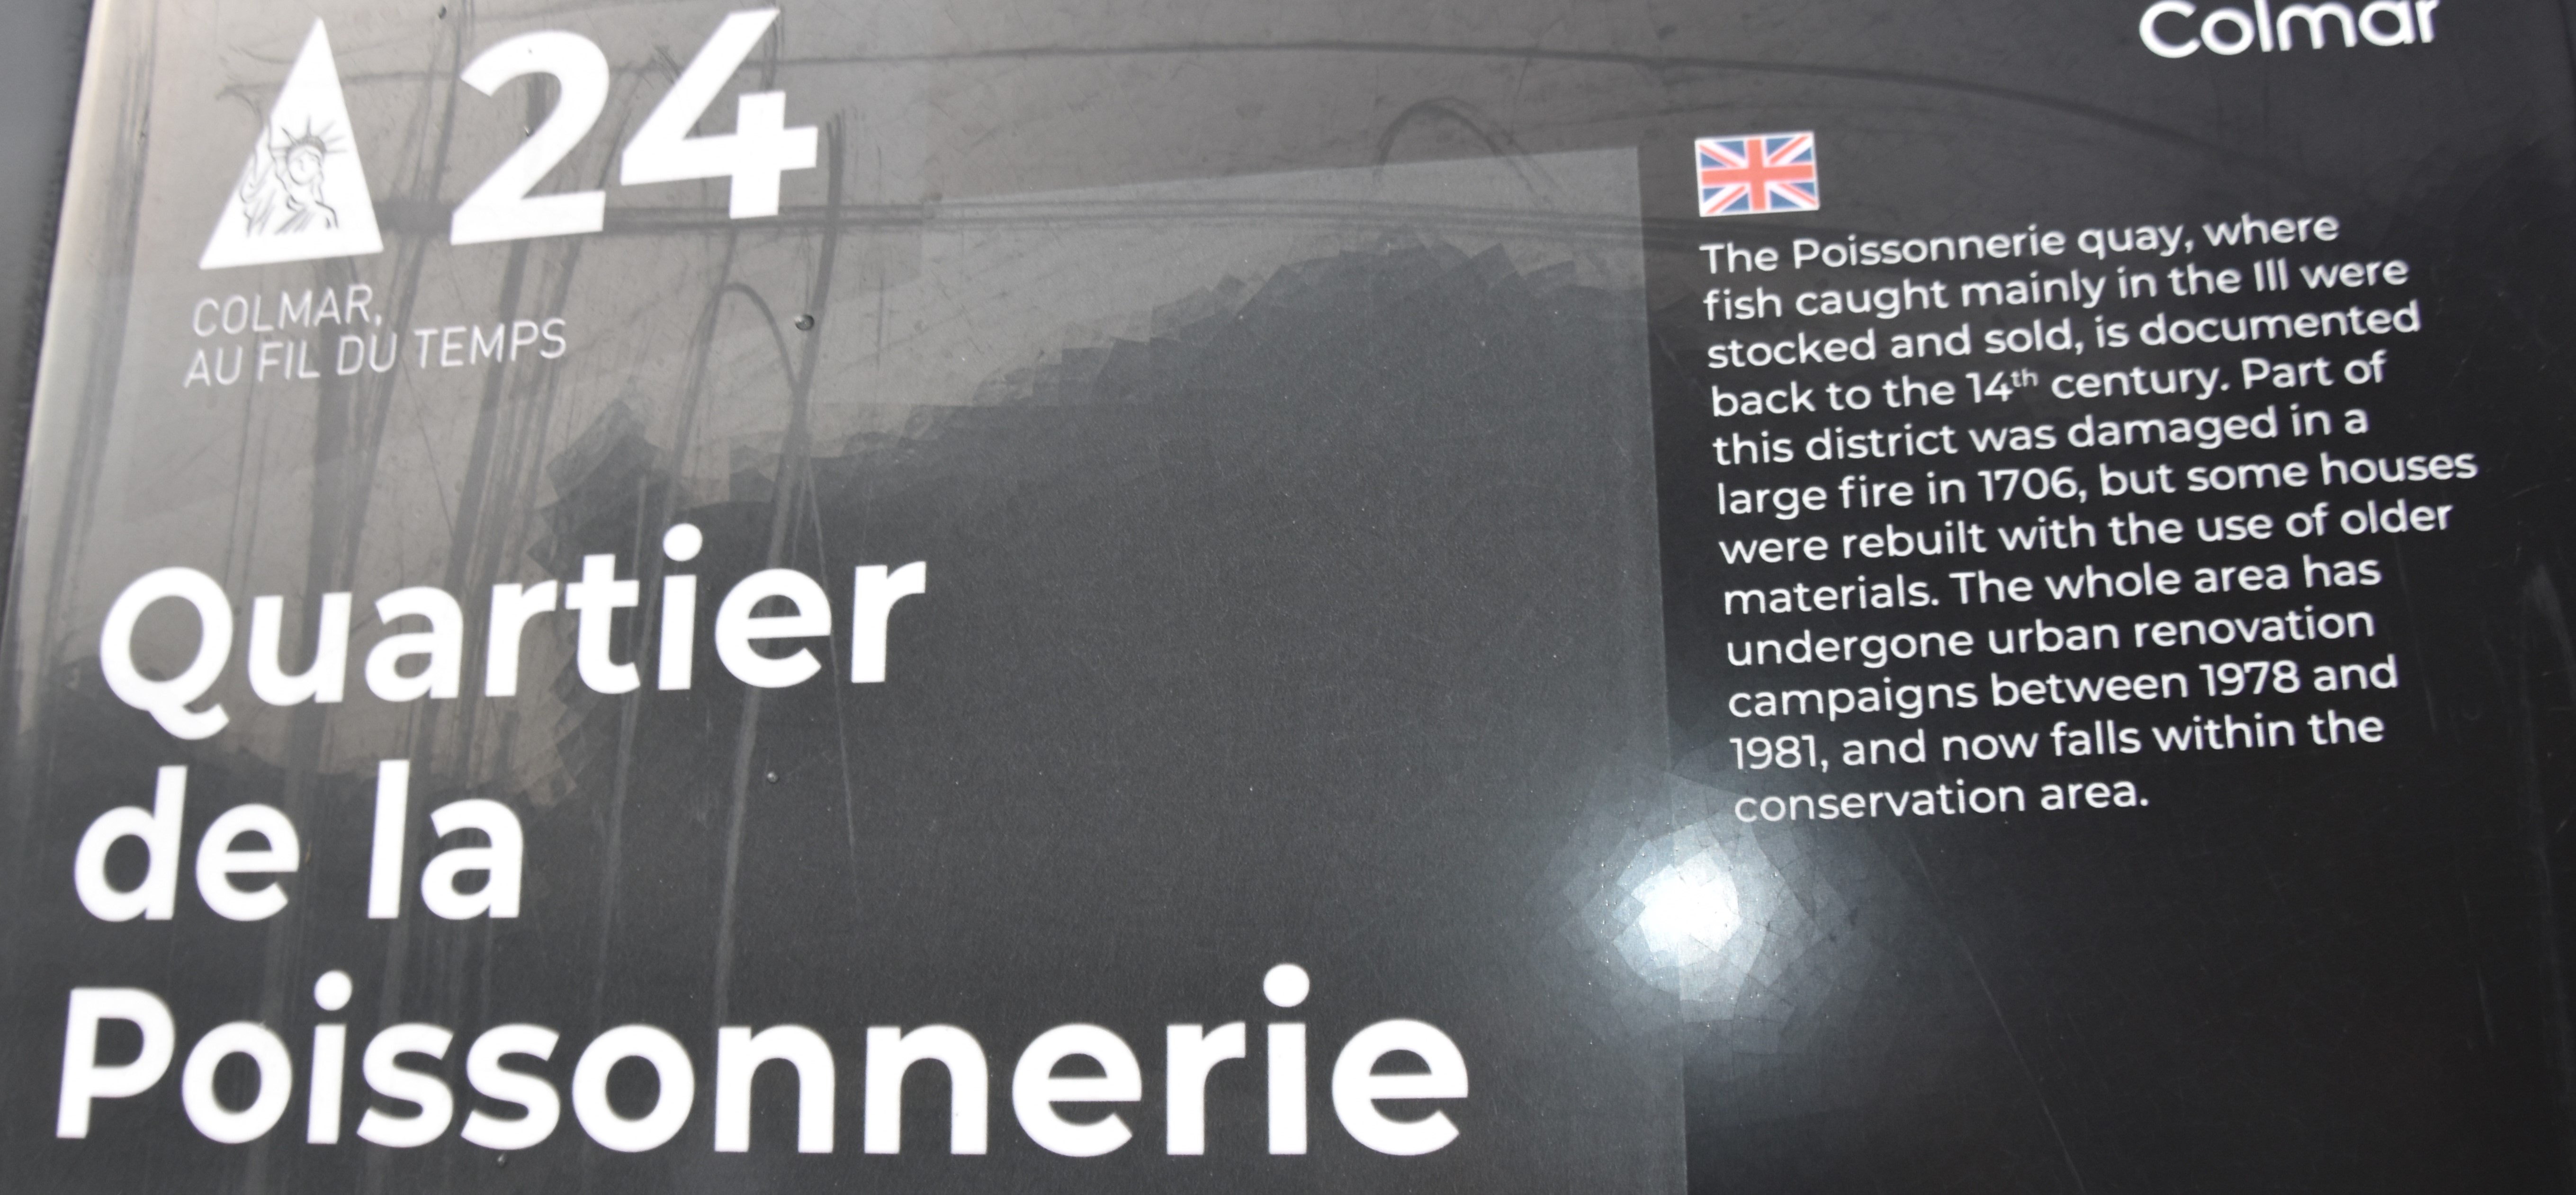 24
COLMAR,
AU FIL DU TEMPS
Quartier
de la
Poissonnerie
Colmar
The Poissonnerie quay, where
fish caught mainly in the Ill were
stocked and sold, is documented
back to the 14th century. Part of
this district was damaged in a
large fire in 1706, but some houses
were rebuilt with the use of older
materials. The whole area has
undergone urban renovation
campaigns between 1978 and
1981, and now falls within the
conservation area.